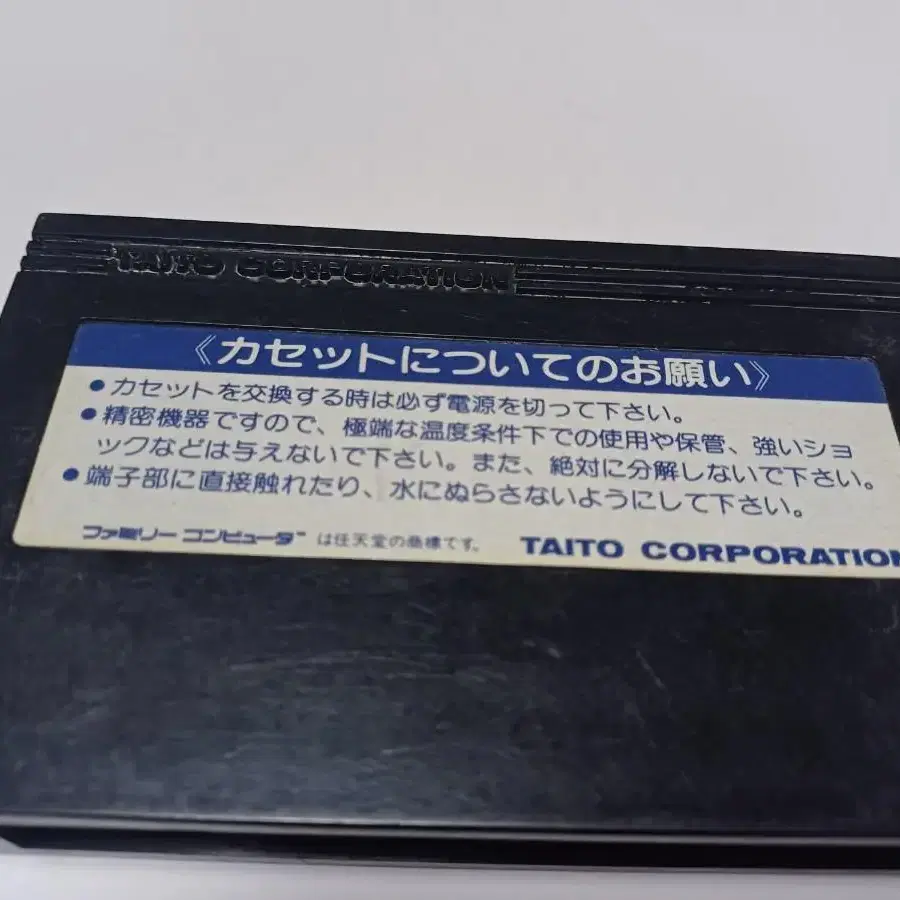 TAITO CORPORATION
《カセットについてのお願い》
●カセットを交換する時は必ず電源を切って下さい。
●精密機器ですので、極端な温度条件下での使用や保管、強いショ
ックなどは与えないで下さい。また、絶対に分解しないで下さい。
●端子部に直接触れたり、水にぬらさないようにして下さい。
ファミリーコンピュータ™ は任天堂の商標です。 TAITO CORPORATION